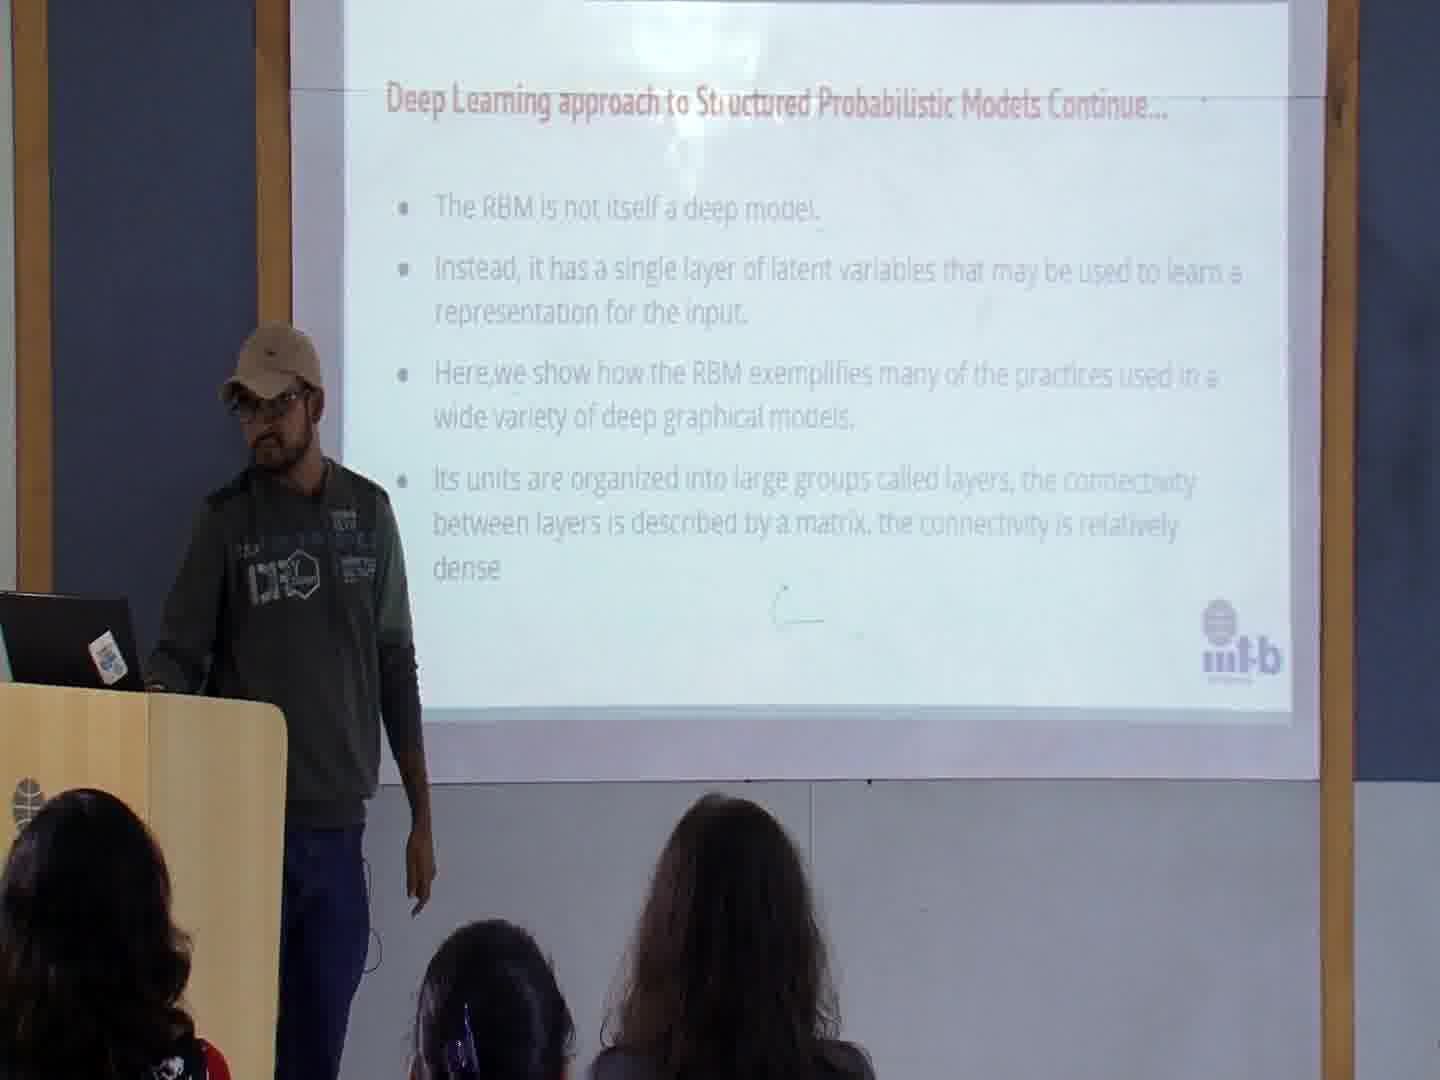 Deep Learning approach to Structured Probabilistic Models Continue...
The RBM is not itself a deep model.
Instead, it has a single layer of latent variables that may be used to learn a
representation for the input.
Here,we show how the RBM exemplifies many of the practices used in a
wide variety of deep graphical models.
Its units are organized into large groups called layers, the connectivity
between layers is described by a matrix, the connectivity is relatively
dense